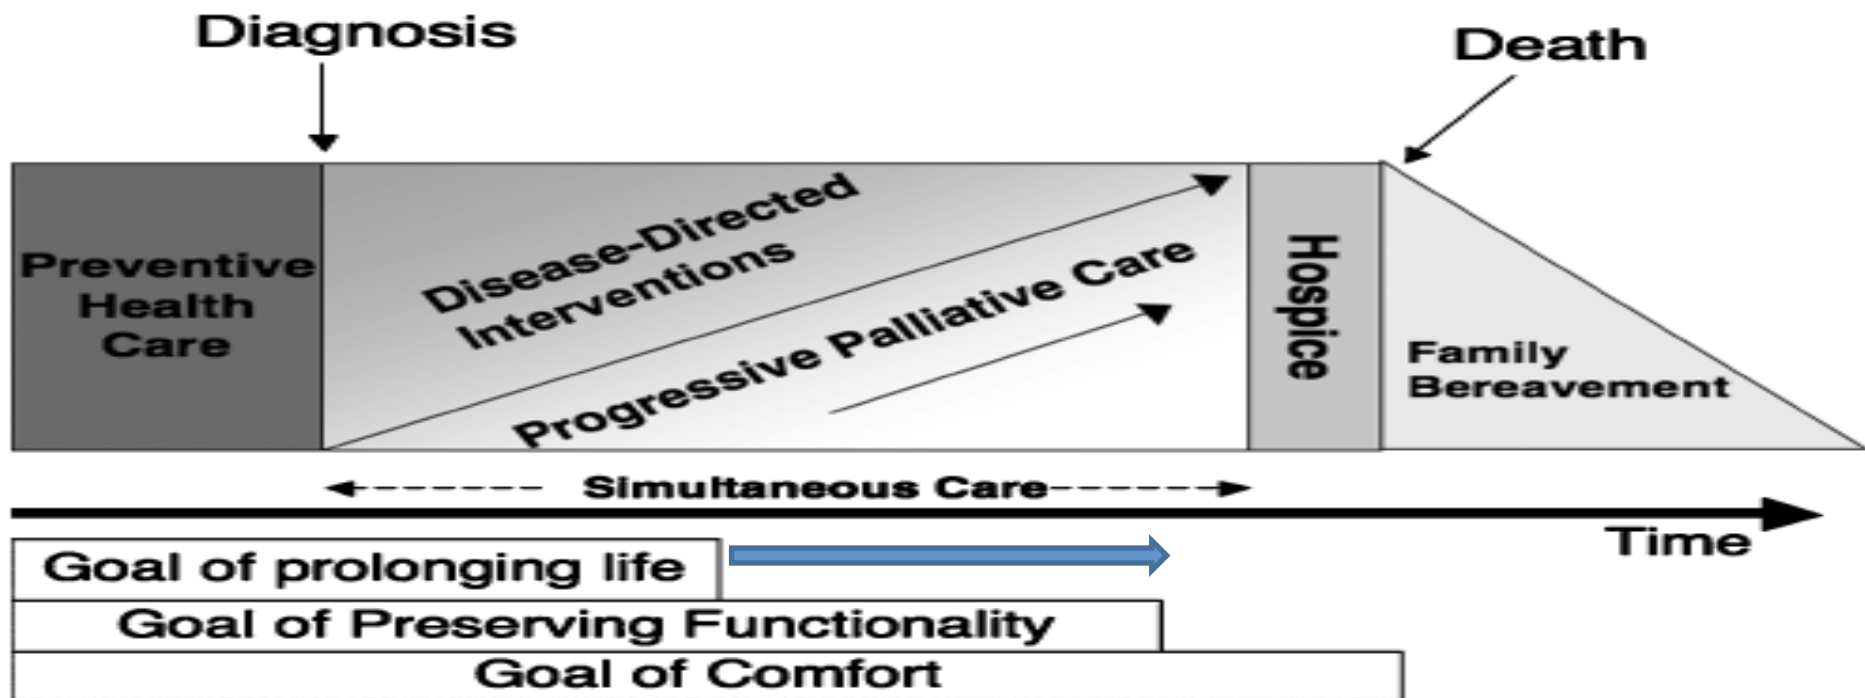 Diagnosis
Death
Preventive
Health
Care
Disease-Directed
Interventions
Progressive Palliative Care
Hospice
Family
Bereavement
Simultaneous Care
Time
Goal of prolonging life
Goal of Preserving Functionality
Goal of Comfort